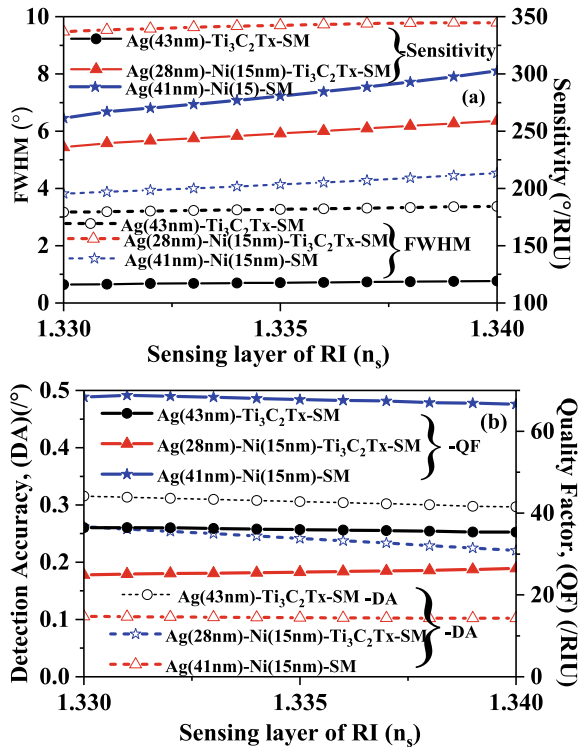 10
8
6
4
2
0
FWHM (°)
Ag(43nm)-Ti₃C₂Tx-SM
Ag(28nm)-Ni(15nm)-Ti₃C₂Tx-SM
Ag(41nm)-Ni(15)-SM
Sensitivity
(a)
Ag(43nm)-Ti₃C₂Tx-SM
Ag(28nm)-Ni(15nm)-Ti₃C₂Tx-SM
Ag(41nm)-Ni(15nm)-SM
FWHM
350
300
250
200
150
100
Sensitivity (°/RIU)
1.330 1.335 1.340
Sensing layer of RI (nₛ)
0.5
0.4
0.3
0.2
0.1
0.0
Detection Accuracy, (DA)(/°)
(b)
Ag(43nm)-Ti₃C₂Tx-SM
Ag(28nm)-Ni(15nm)-Ti₃C₂Tx-SM
Ag(41nm)-Ni(15nm)-SM
-QF
Ag(43nm)-Ti₃C₂Tx-SM -DA
Ag(28nm)-Ni(15nm)-Ti₃C₂Tx-SM
Ag(41nm)-Ni(15nm)-SM
-DA
60
40
20
0
Quality Factor, (QF) (/RIU)
1.330 1.335 1.340
Sensing layer of RI (nₛ)